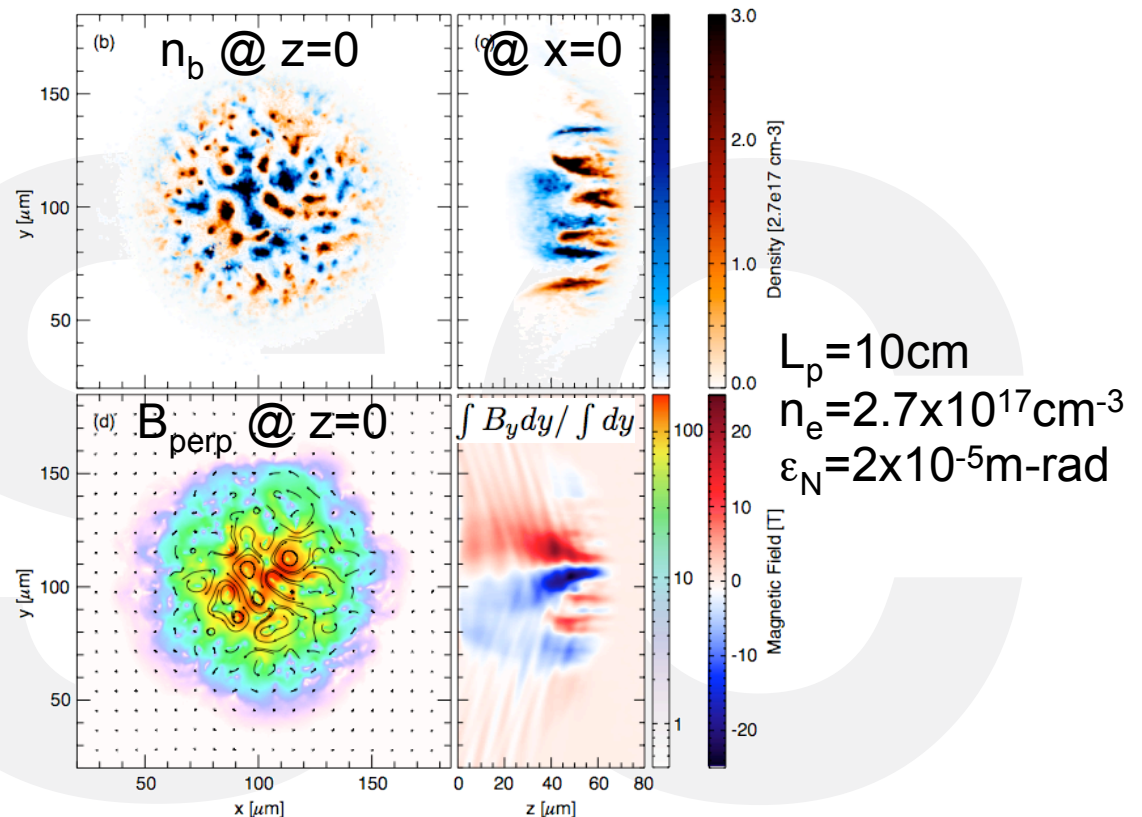 (b) n_b @ z=0
(c) @ x=0
y [μm]
150
100
50
3.0
2.0
1.0
0.0
Density [2.7e17 cm-3]
L_p=10cm
n_e=2.7x10^17cm^-3
ε_N=2x10^-5m-rad
(d) B_perp @ z=0
∫ B_y dy / ∫ dy
y [μm]
150
100
50
50
100
150
x [μm]
0
20
40
60
80
z [μm]
100
10
1
20
10
0
-10
-20
Magnetic Field [T]